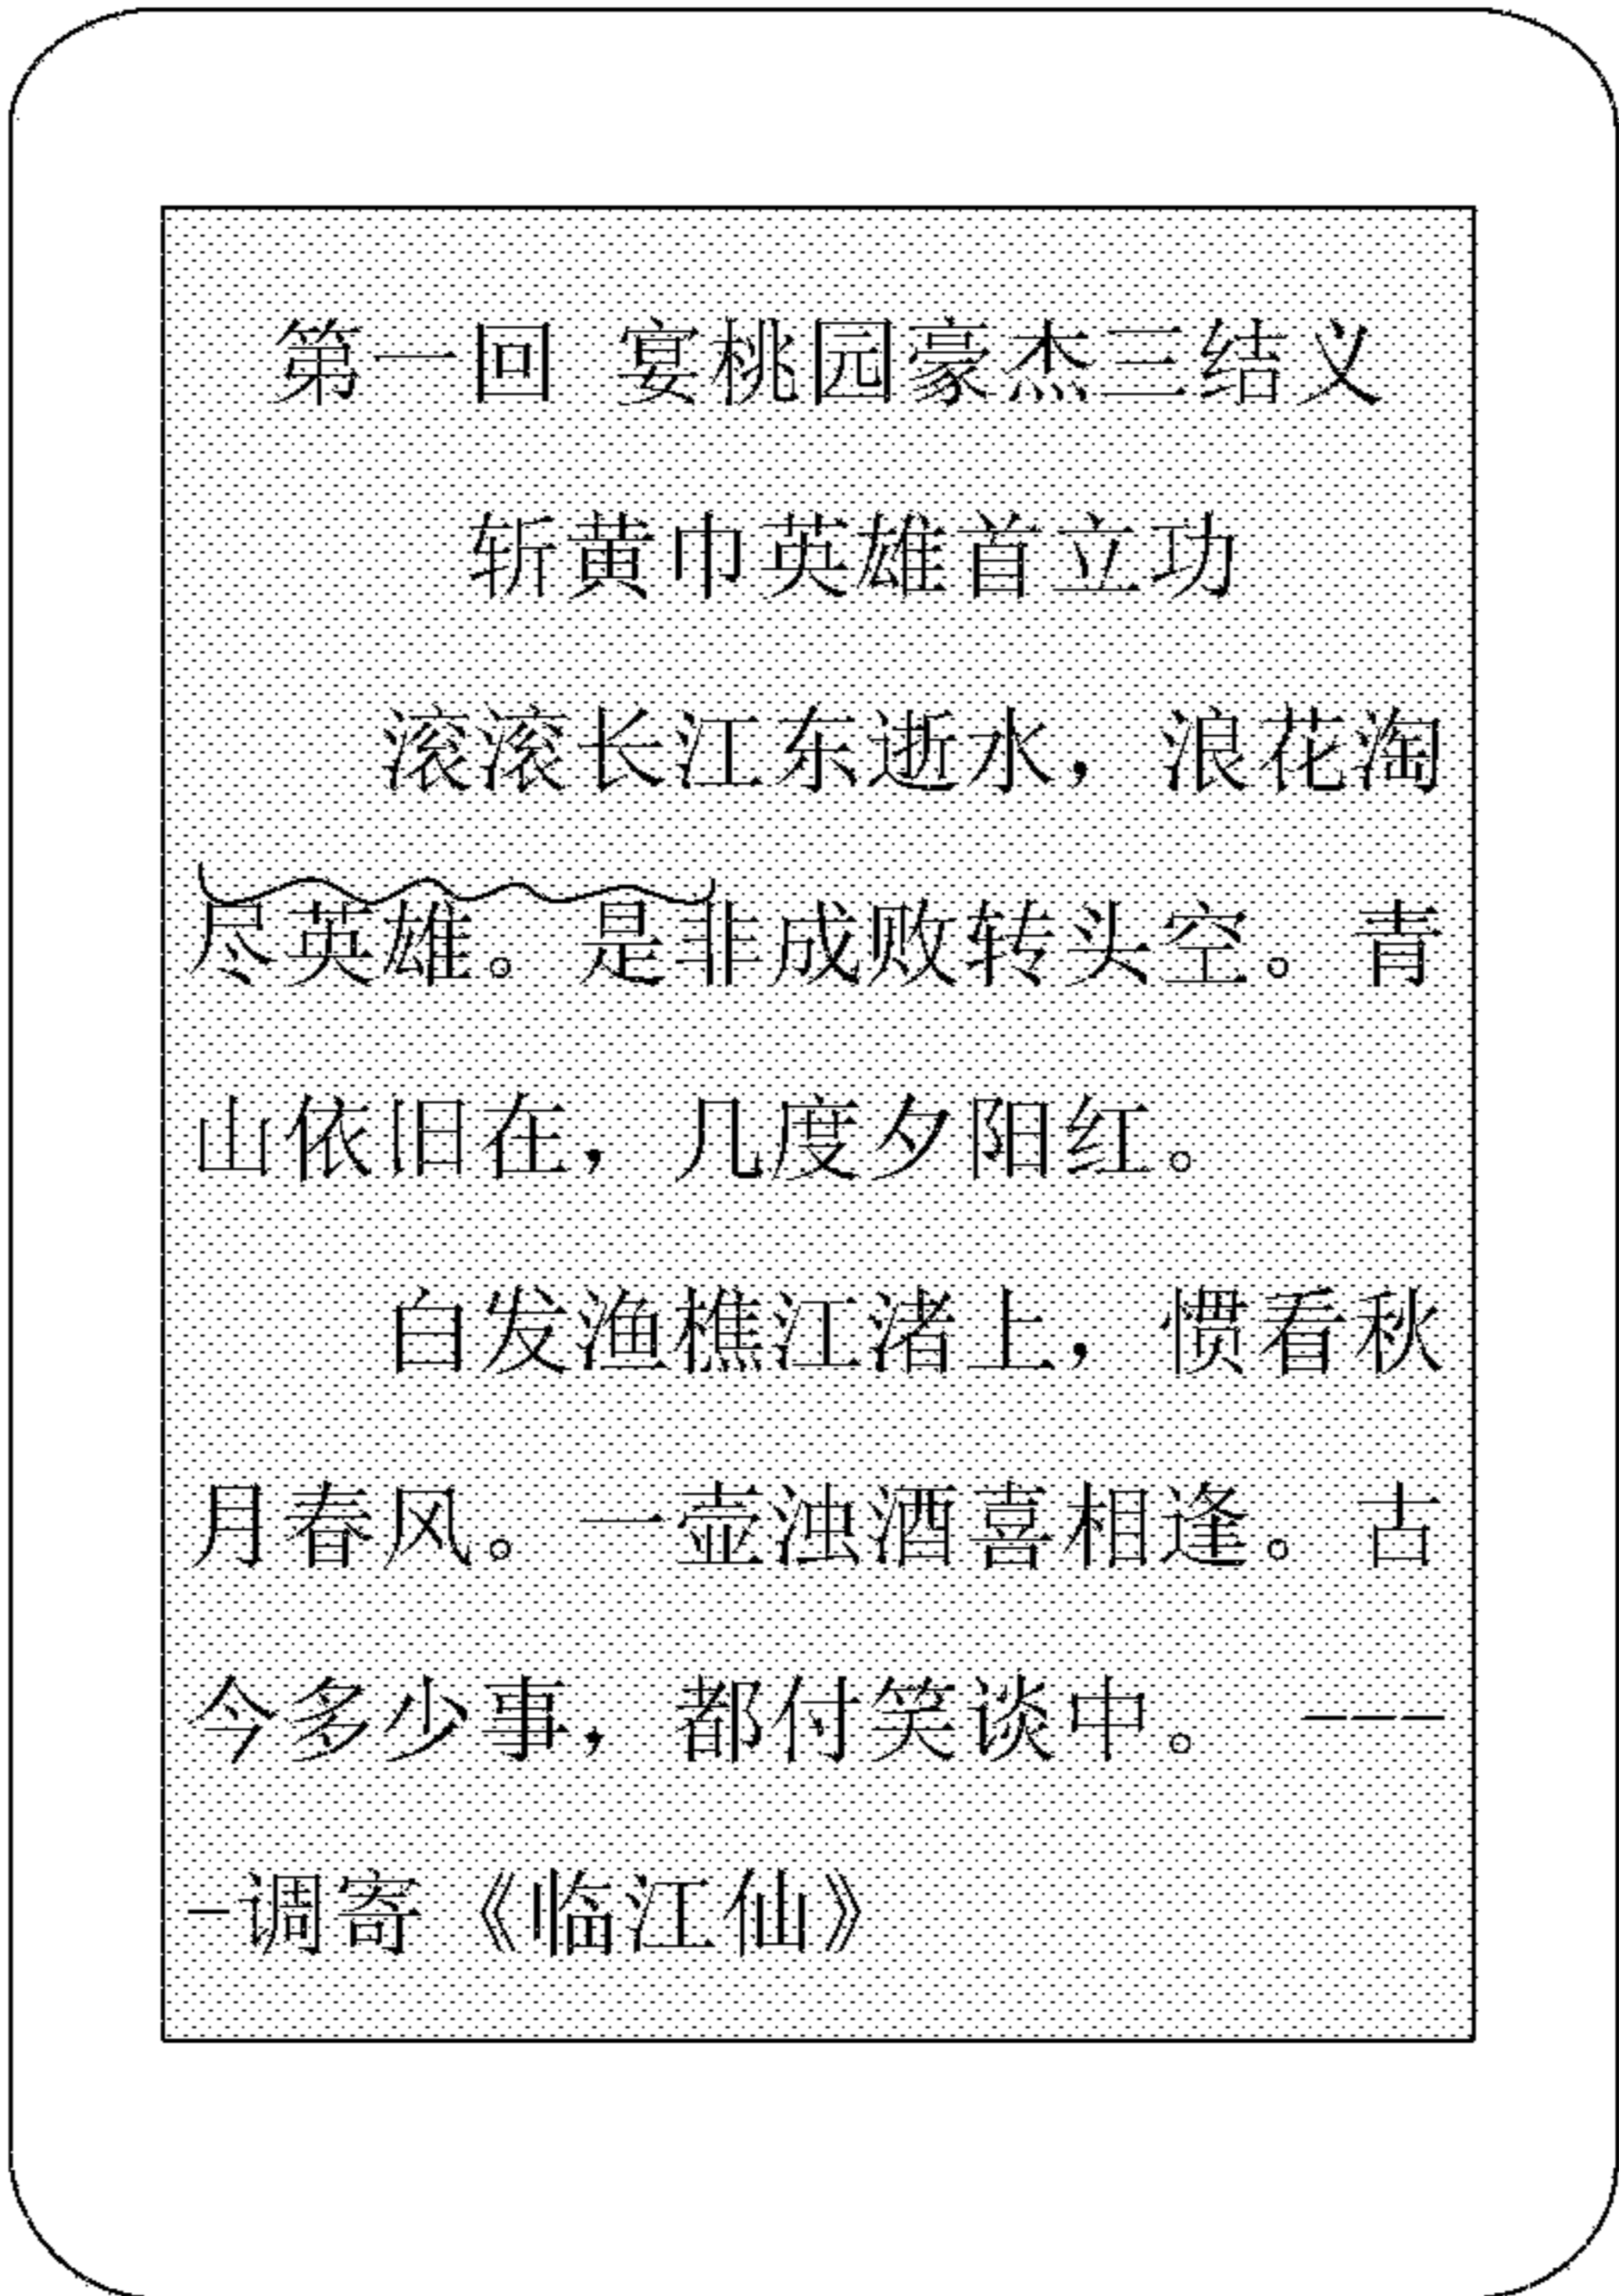 第一回 宴桃园豪杰三结义
斩黄巾英雄首立功
滚滚长江东逝水，浪花淘
尽英雄。是非成败转头空。青
山依旧在，几度夕阳红。
白发渔樵江渚上，惯看秋
月春风。一壶浊酒喜相逢。古
今多少事，都付笑谈中。 ---
-调寄《临江仙》